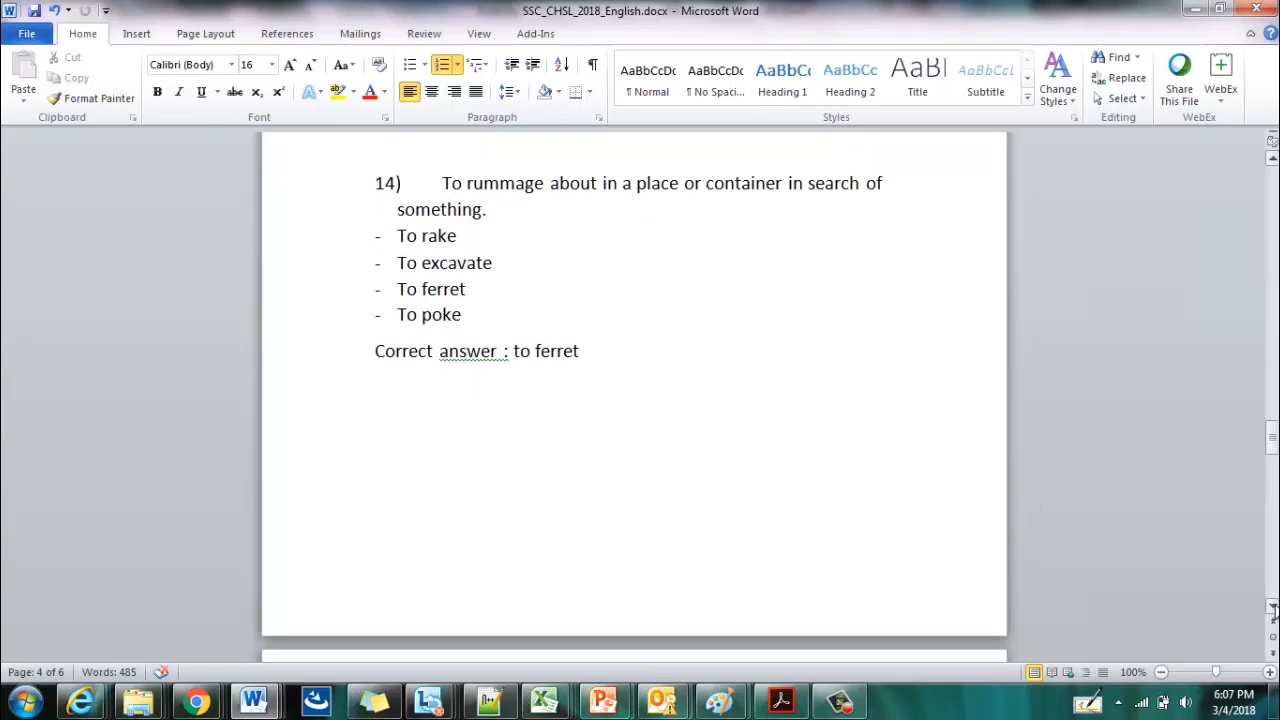 SSC_CHSL_2018_English.docx - Microsoft Word
File Home Insert Page Layout References Mailings Review View Add-Ins
Paste
Cut
Copy
Format Painter
Clipboard
Calibri (Body) 16
Font
Paragraph
AaBbCcDc AaBbCcDc AaBbCc AaBbCc AaBl AaBbCcL
¶ Normal ¶ No Spaci... Heading 1 Heading 2 Title Subtitle
Styles
Change Styles
Find
Replace
Select
Editing
Share This File
WebEx
WebEx
14) To rummage about in a place or container in search of
something.
- To rake
- To excavate
- To ferret
- To poke
Correct answer : to ferret
Page: 4 of 6 Words: 485 100%
6:07 PM
3/4/2018